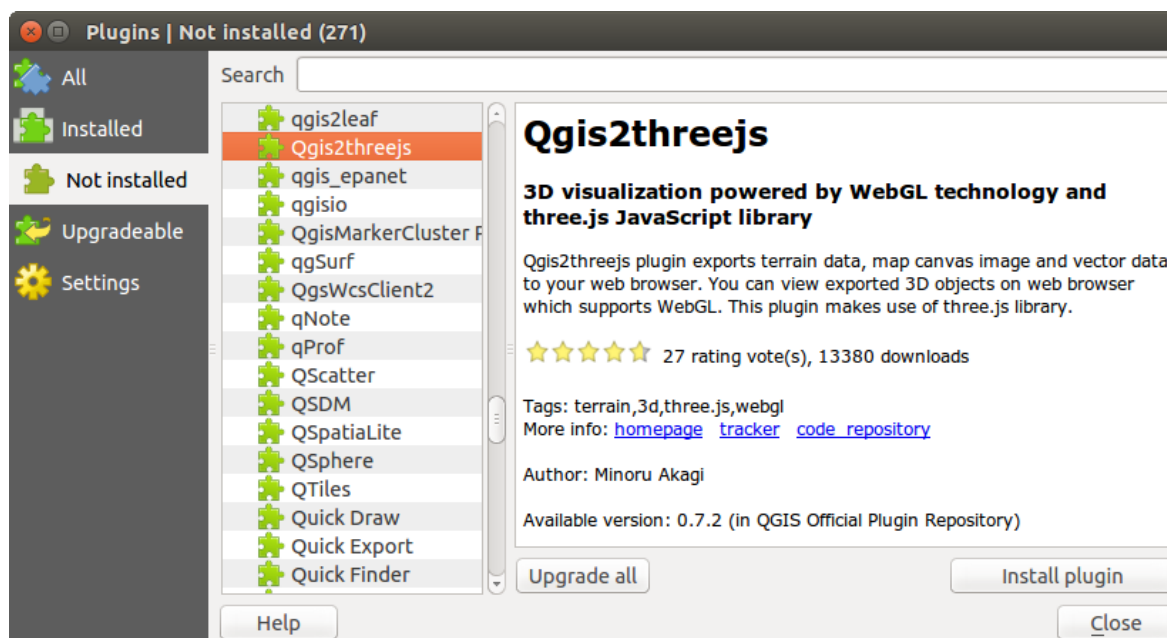 Plugins | Not installed (271)
All
Installed
Not installed
Upgradeable
Settings
Search
qgis2leaf
Qgis2threejs
qgis_epanet
qgisio
QgisMarkerCluster
qgSurf
QgsWcsClient2
qNote
qProf
QScatter
QSDM
QSpatiaLite
QSphere
QTiles
Quick Draw
Quick Export
Quick Finder
Qgis2threejs
3D visualization powered by WebGL technology and
three.js JavaScript library
Qgis2threejs plugin exports terrain data, map canvas image and vector data
to your web browser. You can view exported 3D objects on web browser
which supports WebGL. This plugin makes use of three.js library.
27 rating vote(s), 13380 downloads
Tags: terrain,3d,three.js,webgl
More info: homepage tracker code repository
Author: Minoru Akagi
Available version: 0.7.2 (in QGIS Official Plugin Repository)
Upgrade all
Install plugin
Help
Close